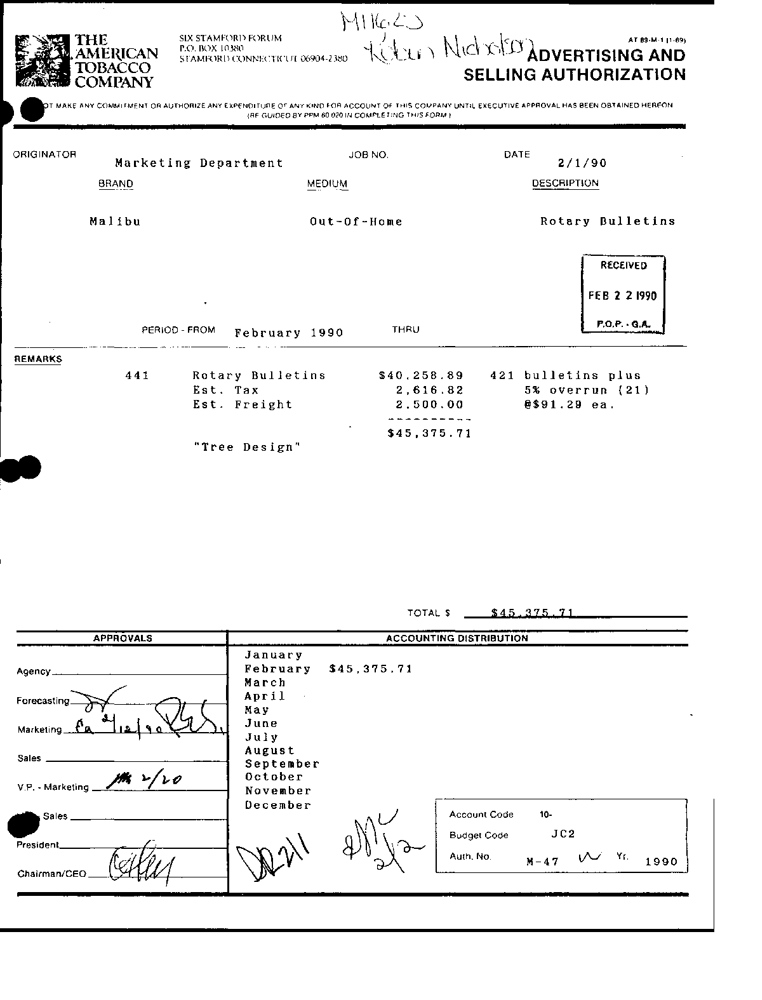 THE
AMERICAN
TOBACCO
COMPANY
SIX STAMFORD FORUM
P.O. BOX 10380
STAMFORD CONNECTICUT 06904-2380
Nicholson
AT 89-M-1 (1-89)
ADVERTISING AND
SELLING AUTHORIZATION
OT MAKE ANY COMMITMENT OR AUTHORIZE ANY EXPENDITURE OF ANY KIND FOR ACCOUNT OF THIS COMPANY UNTIL EXECUTIVE APPROVAL HAS BEEN OBTAINED HEREON
(BE GUIDED BY PPM 60.020 IN COMPLETING THIS FORM)
ORIGINATOR Marketing Department JOB NO. DATE 2/1/90
BRAND MEDIUM DESCRIPTION
Malibu Out-Of-Home Rotary Bulletins
RECEIVED
FEB 22 1990
P.O.P. - G.A.
PERIOD - FROM February 1990 THRU
REMARKS
441 Rotary Bulletins $40,258.89 421 bulletins plus
Est. Tax 2,616.82 5% overrun (21)
Est. Freight 2,500.00 @$91.29 ea.
$45,375.71
"Tree Design"
TOTAL $ $45,375.71
APPROVALS ACCOUNTING DISTRIBUTION
January
Agency February $45,375.71
March
Forecasting April
May
Marketing 2/12/90 June
July
Sales August
September
V.P. - Marketing 2/20 October
November
December
Sales
President
Chairman/CEO
Account Code 10-
Budget Code JC2
Auth. No. M-47 Yr. 1990